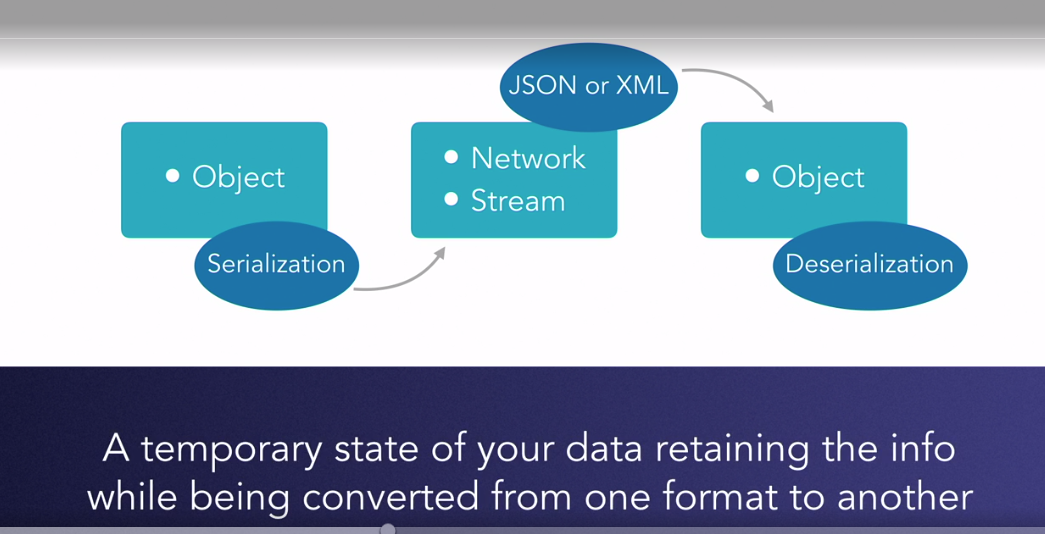 JSON or XML
• Object
• Network
• Stream
• Object
Serialization
Deserialization
A temporary state of your data retaining the info
while being converted from one format to another